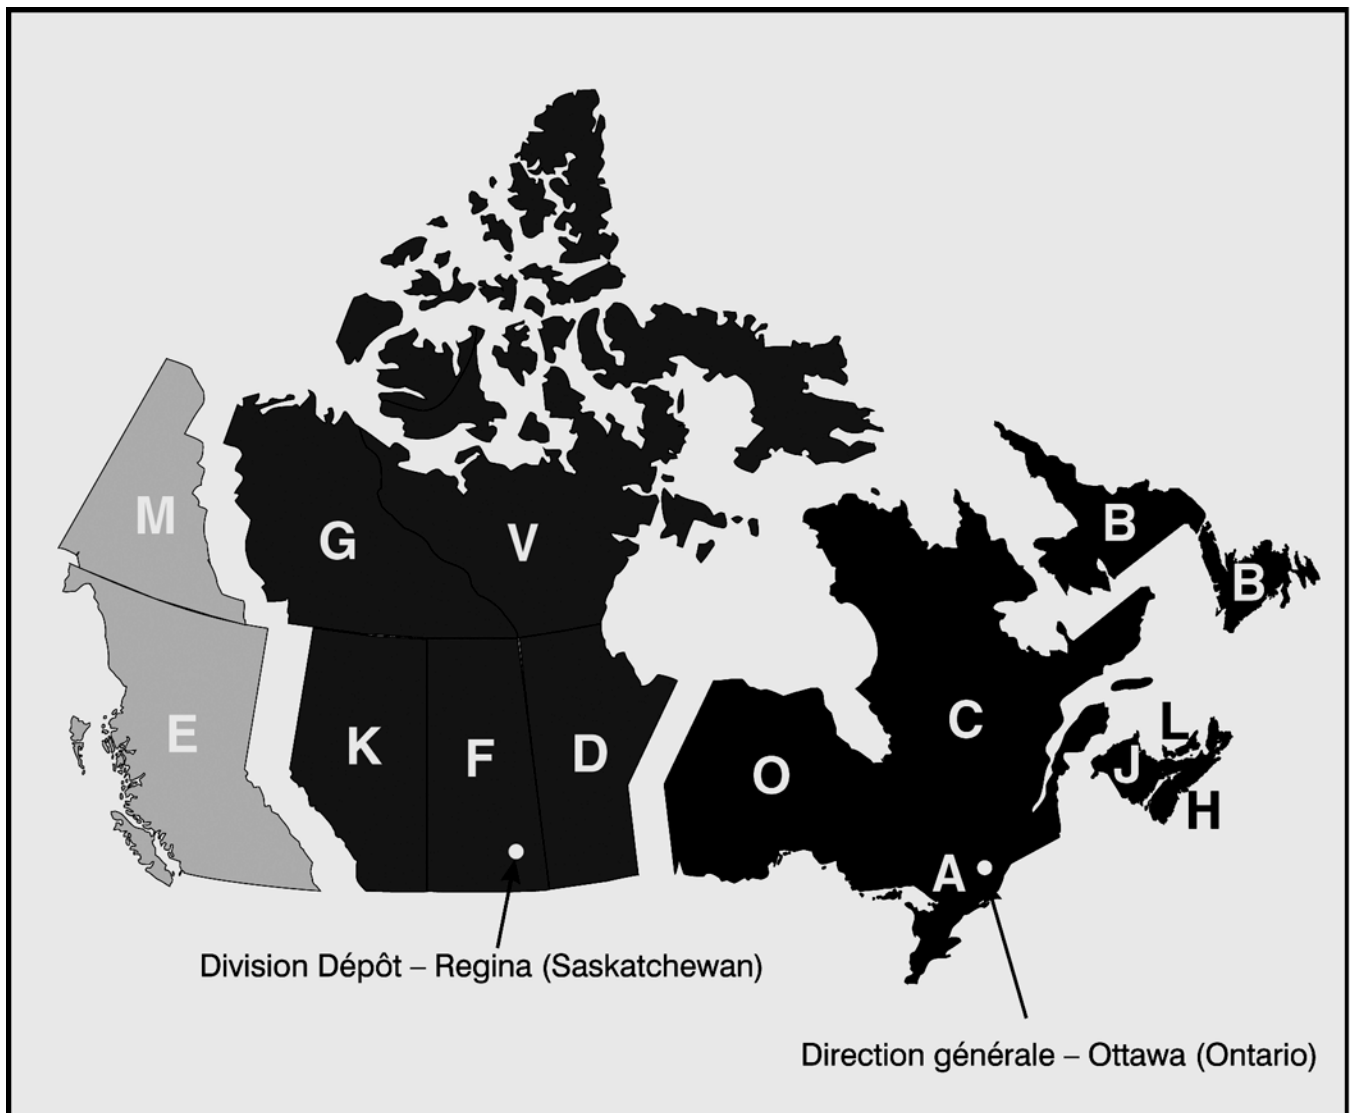 M
G
V
B
B
E
K
F
D
O
C
L
J
H
A
Division Dépôt – Regina (Saskatchewan)
Direction générale – Ottawa (Ontario)